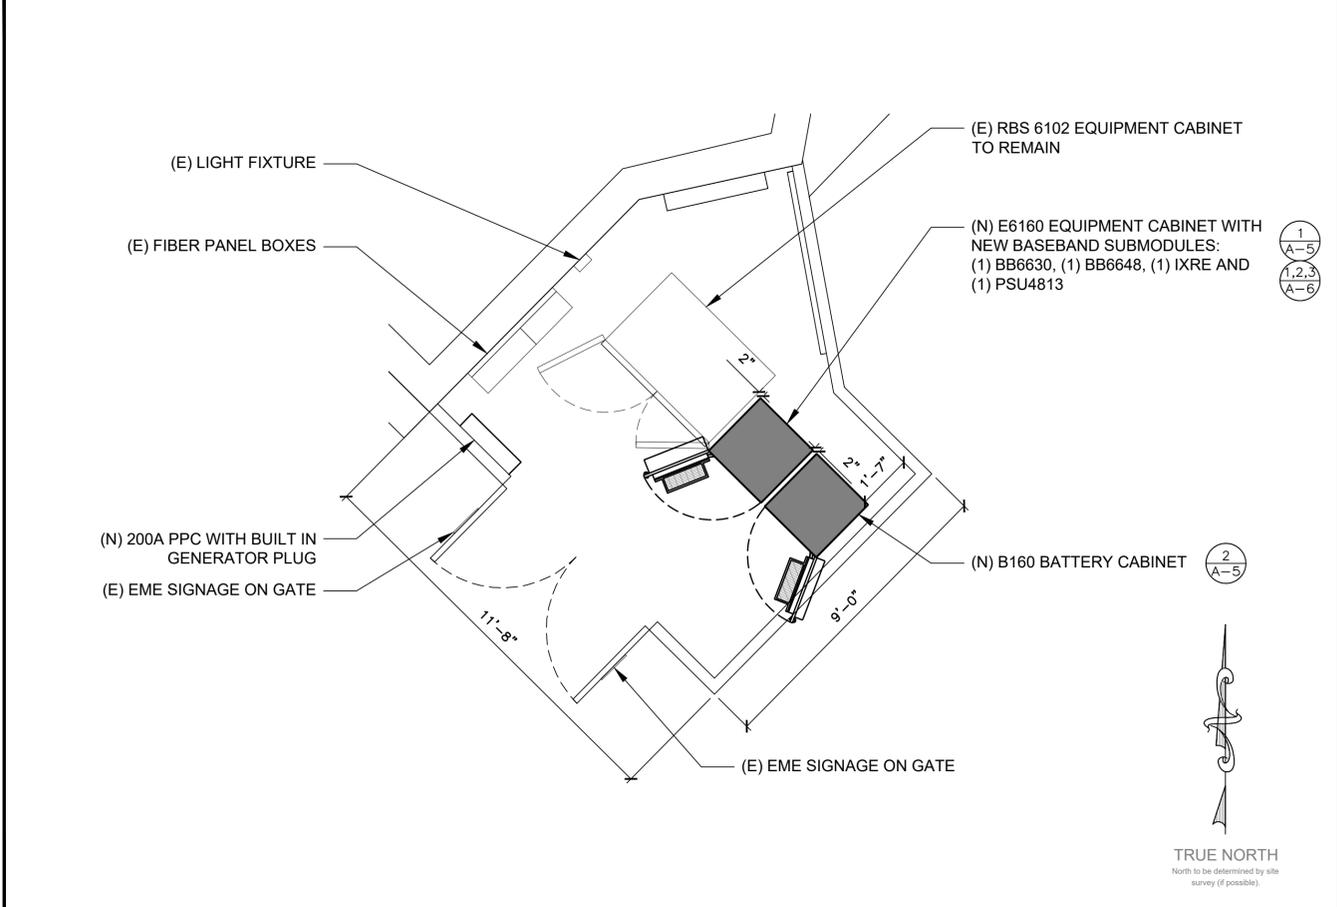 (E) RBS 6102 EQUIPMENT CABINET
TO REMAIN
(E) LIGHT FIXTURE
(N) E6160 EQUIPMENT CABINET WITH
NEW BASEBAND SUBMODULES:
(1) BB6630, (1) BB6648, (1) IXRE AND
(1) PSU4813
1
A-5
1,2,3
A-6
(E) FIBER PANEL BOXES
2"
2"
1'-7"
(N) 200A PPC WITH BUILT IN
GENERATOR PLUG
(E) EME SIGNAGE ON GATE
(N) B160 BATTERY CABINET
2
A-5
11'-8"
9'-0"
(E) EME SIGNAGE ON GATE
TRUE NORTH
North to be determined by site
survey (if possible).